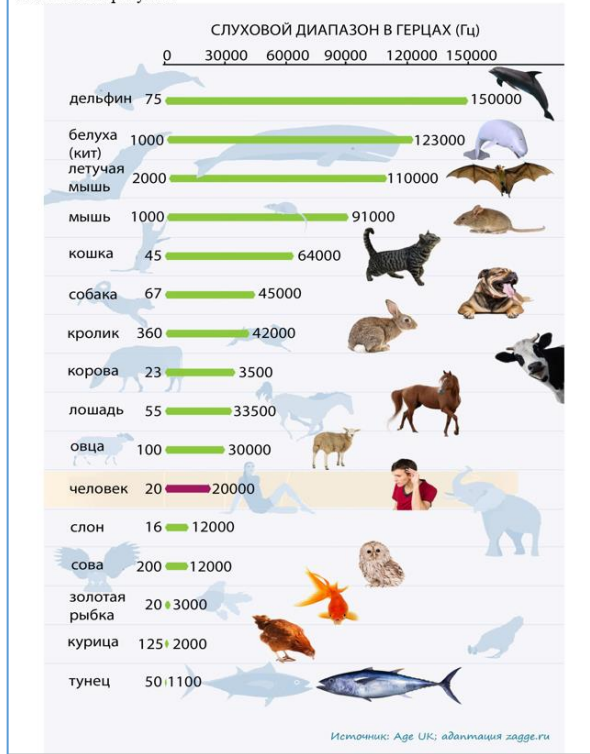 СЛУХОВОЙ ДИАПАЗОН В ГЕРЦАХ (Гц)
0 30000 60000 90000 120000 150000
дельфин 75 150000
белуха
(кит) 1000 123000
летучая
мышь 2000 110000
мышь 1000 91000
кошка 45 64000
собака 67 45000
кролик 360 42000
корова 23 3500
лошадь 55 33500
овца 100 30000
человек 20 20000
слон 16 12000
сова 200 12000
золотая
рыбка 20 3000
курица 125 2000
тунец 50 1100
Источник: Age UK; адаптация zagge.ru